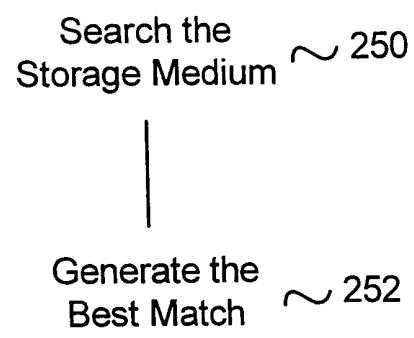 Search the
Storage Medium
250
Generate the
Best Match
252